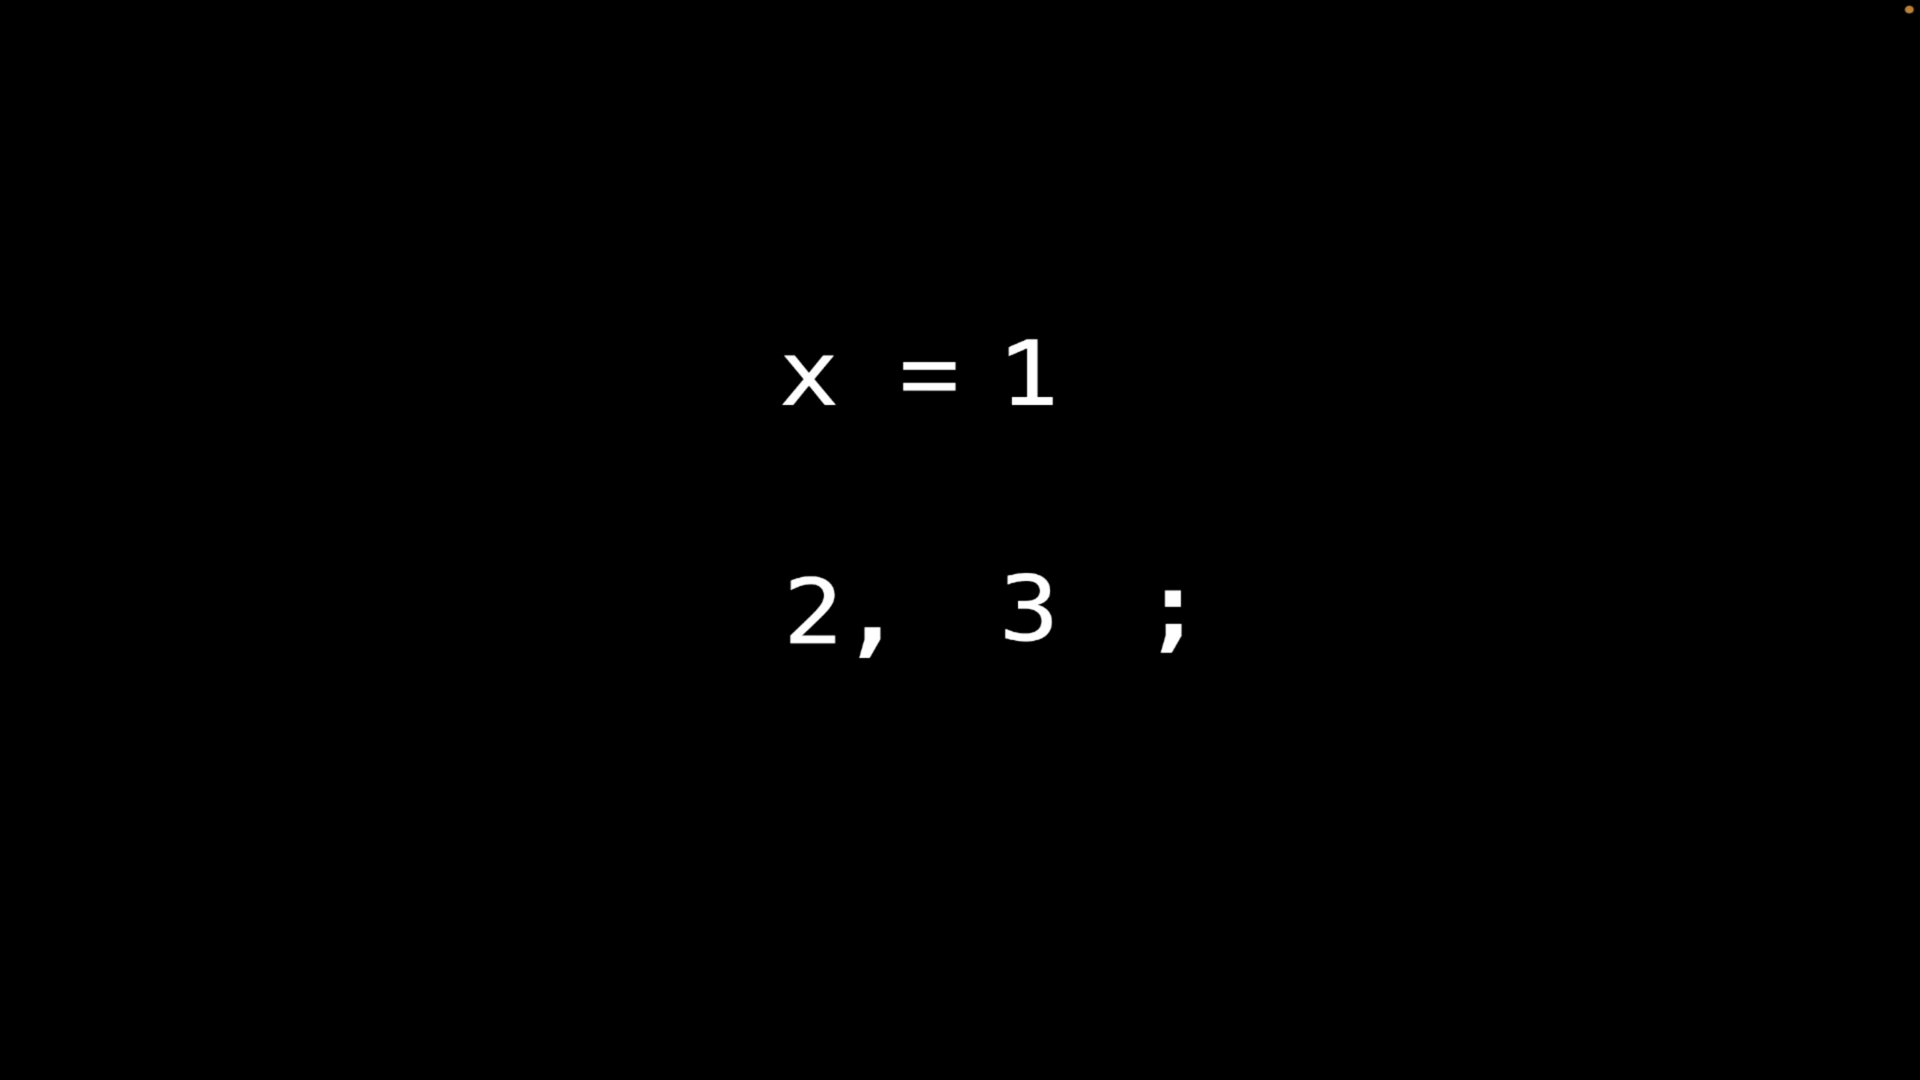 x = 1
2, 3 ;